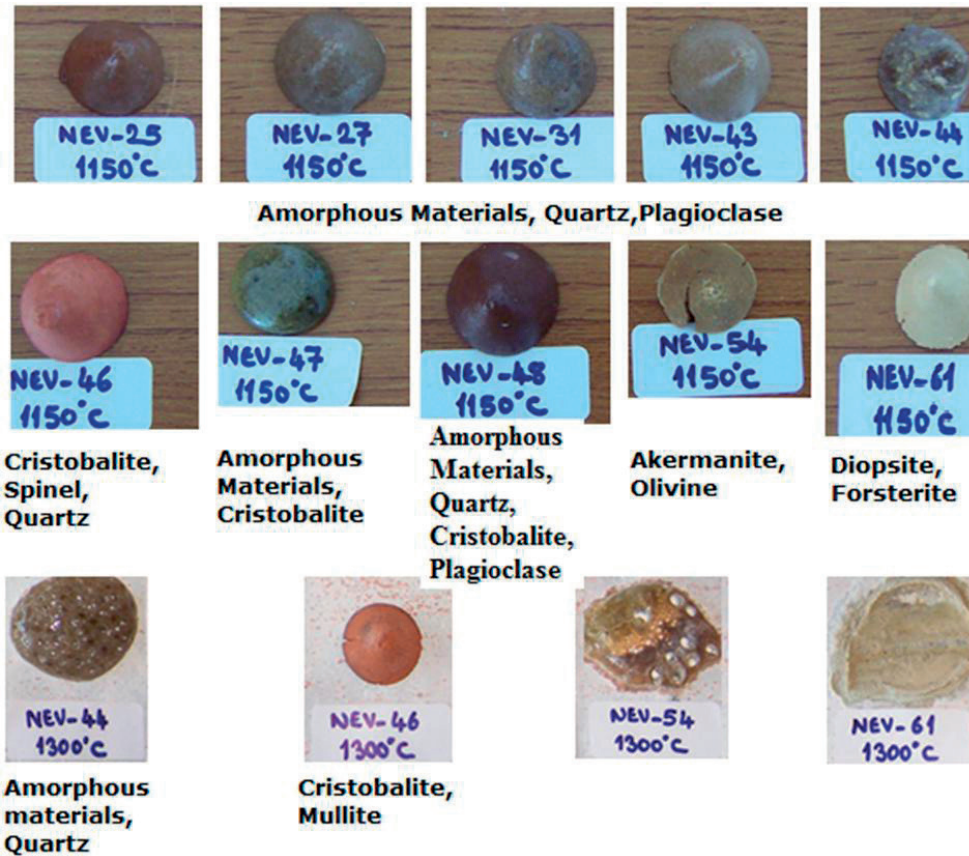 NEV-25
1150°C
NEV-27
1150°C
NEV-31
1150°C
NEV-43
1150°C
NEV-44
1150°C
Amorphous Materials, Quartz,Plagioclase
NEV-46
1150°C
NEV-47
1150°C
NEV-48
1150°C
NEV-54
1150°C
NEV-61
1150°C
Cristobalite,
Spinel,
Quartz
Amorphous
Materials,
Cristobalite
Amorphous
Materials,
Quartz,
Cristobalite,
Plagioclase
Akermanite,
Olivine
Diopsite,
Forsterite
NEV-44
1300°C
NEV-46
1300°C
NEV-54
1300°C
NEV-61
1300°C
Amorphous
materials,
Quartz
Cristobalite,
Mullite